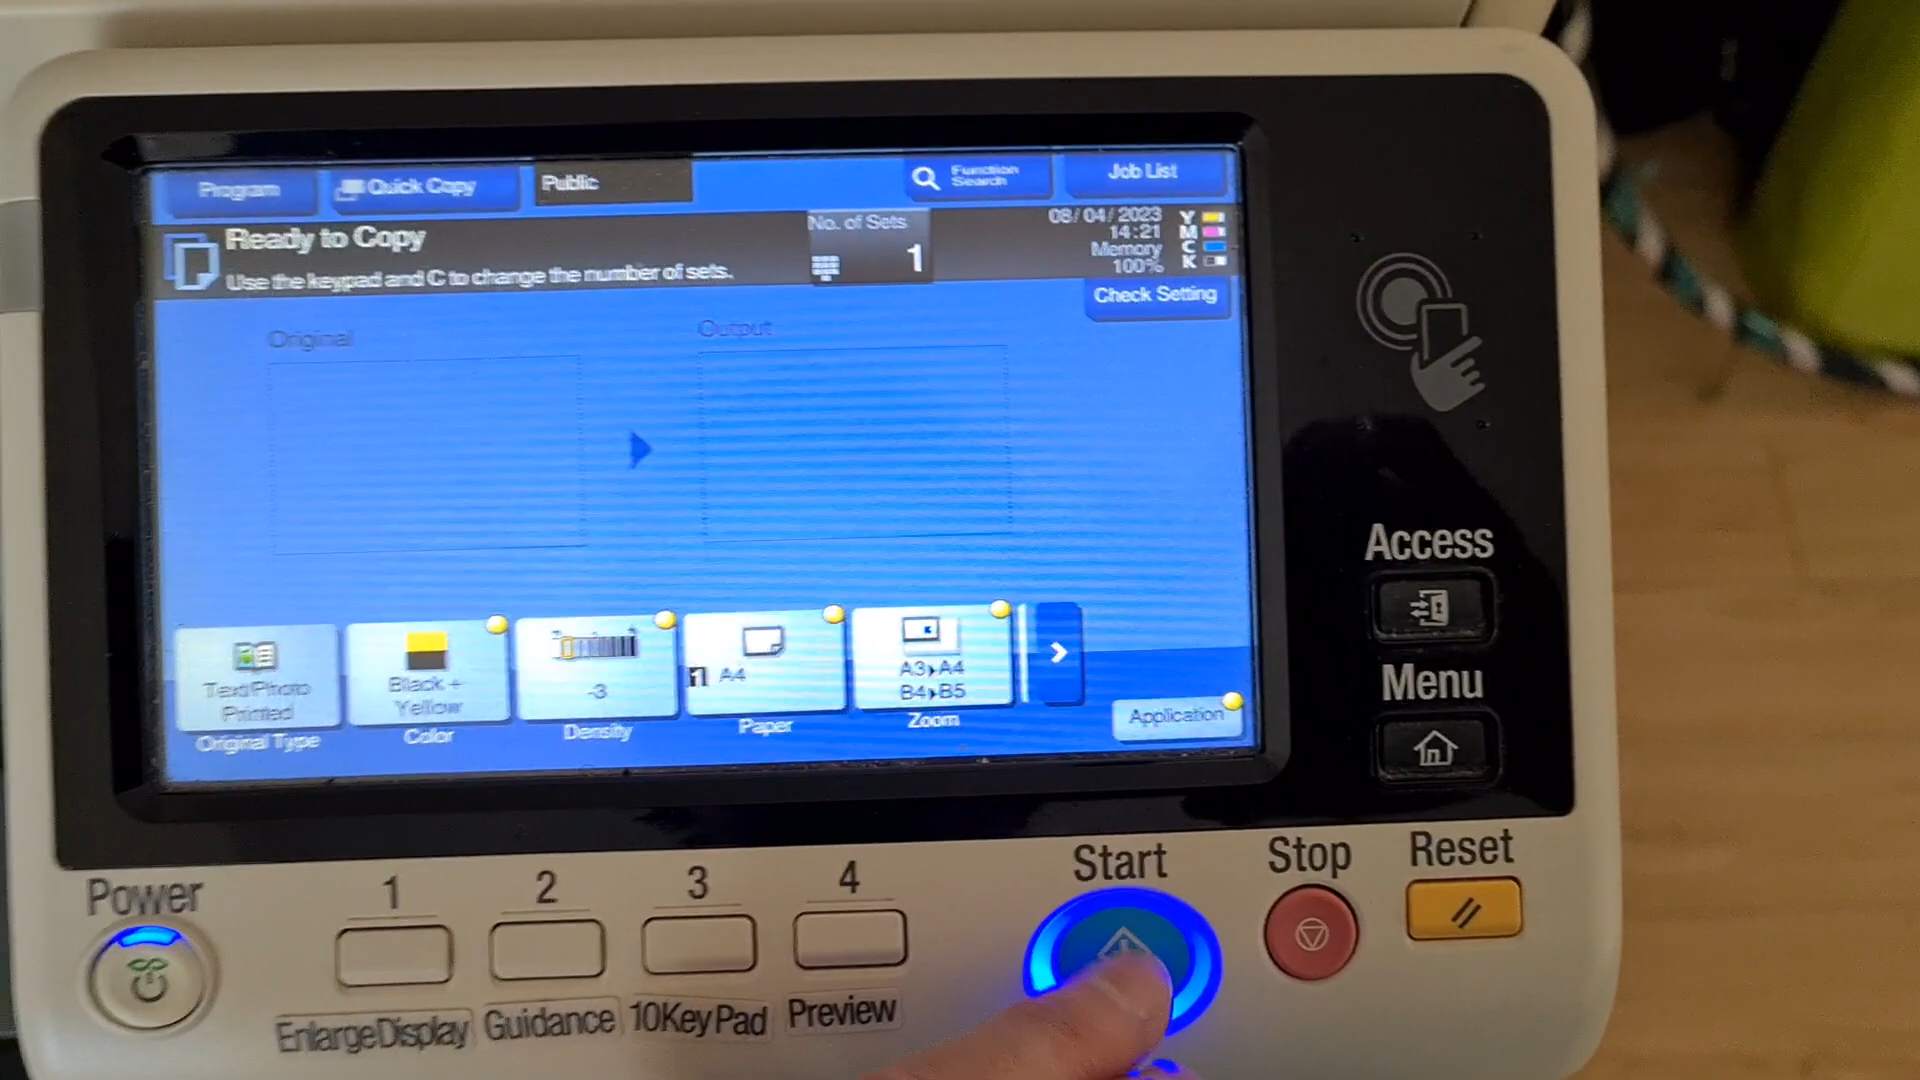 Program
Quick Copy
Public
Function
Search
Job List
Ready to Copy
Use the keypad and C to change the number of sets.
No. of Sets
1
08/04/2023
14:21
Memory
100%
Y
M
C
K
Check Setting
Original
Output
Text/Photo
Printed
Original Type
Black +
Yellow
Color
-3
Density
1 A4
Paper
A3▸A4
B4▸B5
Zoom
Application
Access
Menu
Power
1
2
3
4
Start
Stop
Reset
Enlarge Display
Guidance
10 Key Pad
Preview